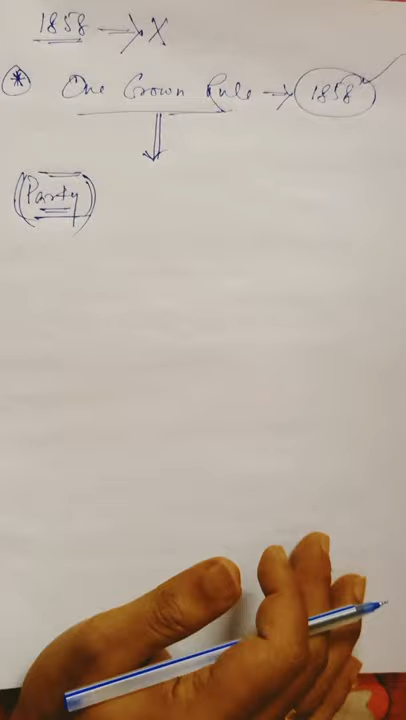 1858 → X
* One Crown Rule → 1858
(Party)